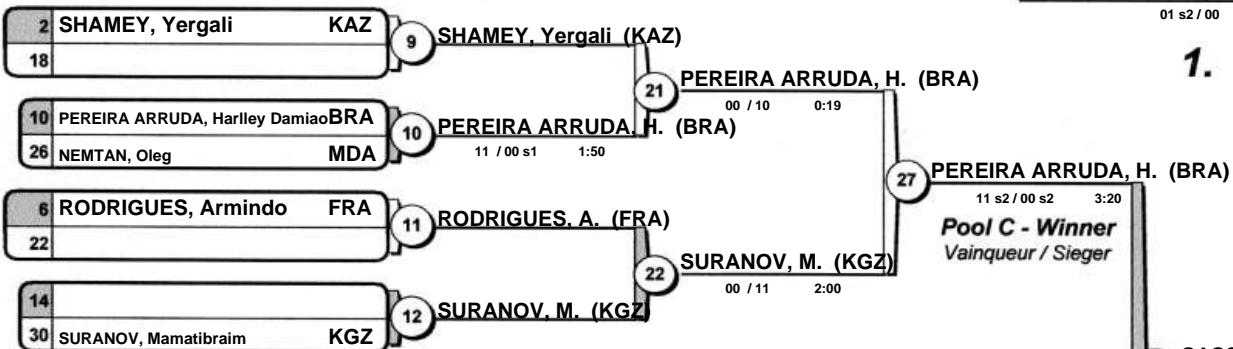 01 s2 / 00
1.
2 SHAMEY, Yergali KAZ
18
9 SHAMEY, Yergali (KAZ)
21 PEREIRA ARRUDA, H. (BRA)
00 / 10 0:19
10 PEREIRA ARRUDA, Harlley Damiao BRA
26 NEMTAN, Oleg MDA
10 PEREIRA ARRUDA, H. (BRA)
11 / 00 s1 1:50
27 PEREIRA ARRUDA, H. (BRA)
11 s2 / 00 s2 3:20
Pool C - Winner
Vainqueur / Sieger
6 RODRIGUES, Armindo FRA
22
11 RODRIGUES, A. (FRA)
22 SURANOV, M. (KGZ)
00 / 11 2:00
14
30 SURANOV, Mamatibraim KGZ
12 SURANOV, M. (KGZ)